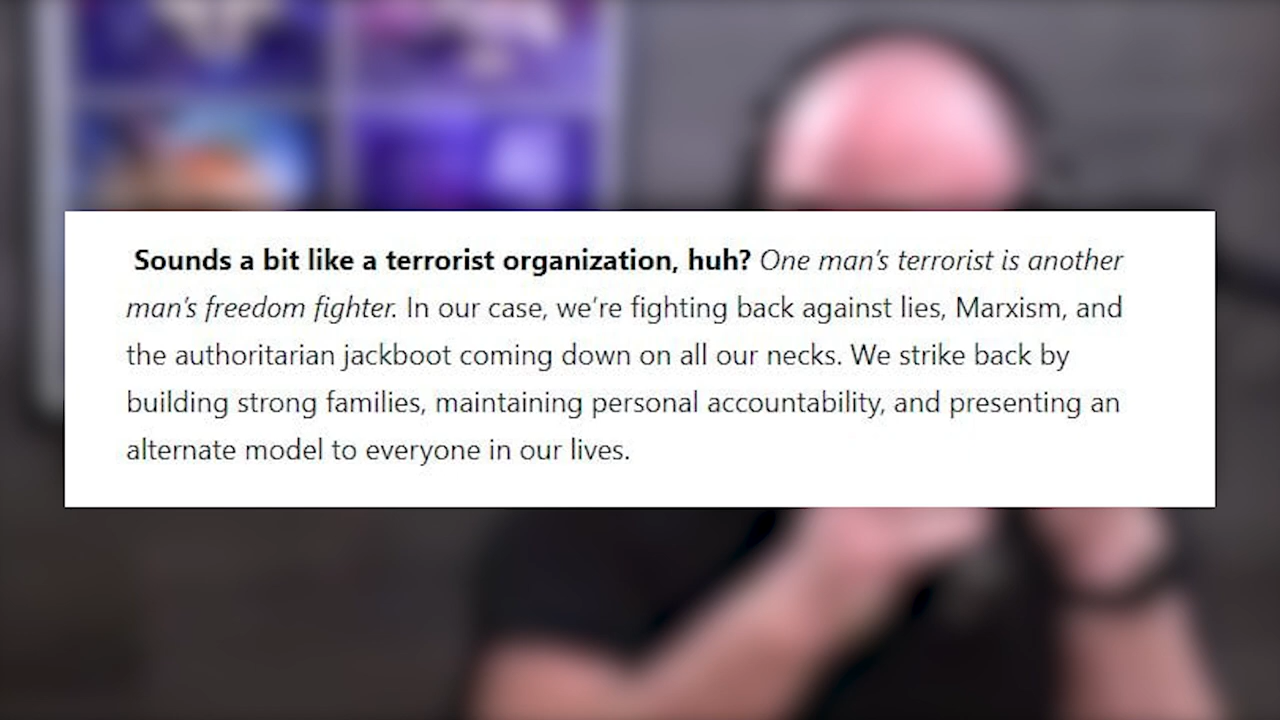 Sounds a bit like a terrorist organization, huh? One man's terrorist is another
man's freedom fighter. In our case, we're fighting back against lies, Marxism, and
the authoritarian jackboot coming down on all our necks. We strike back by
building strong families, maintaining personal accountability, and presenting an
alternate model to everyone in our lives.